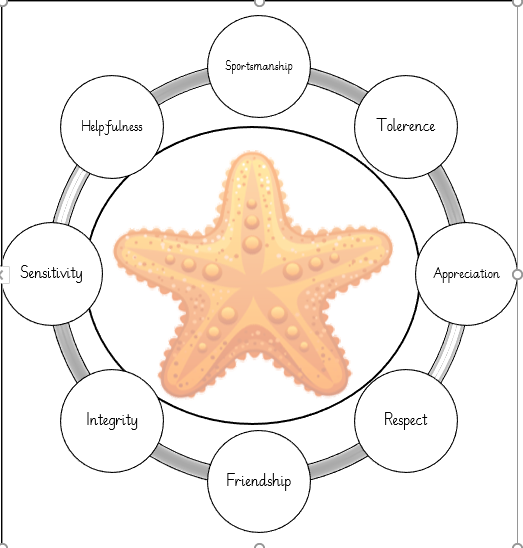 Sportsmanship
Helpfulness
Tolerence
Sensitivity
Appreciation
Integrity
Respect
Friendship